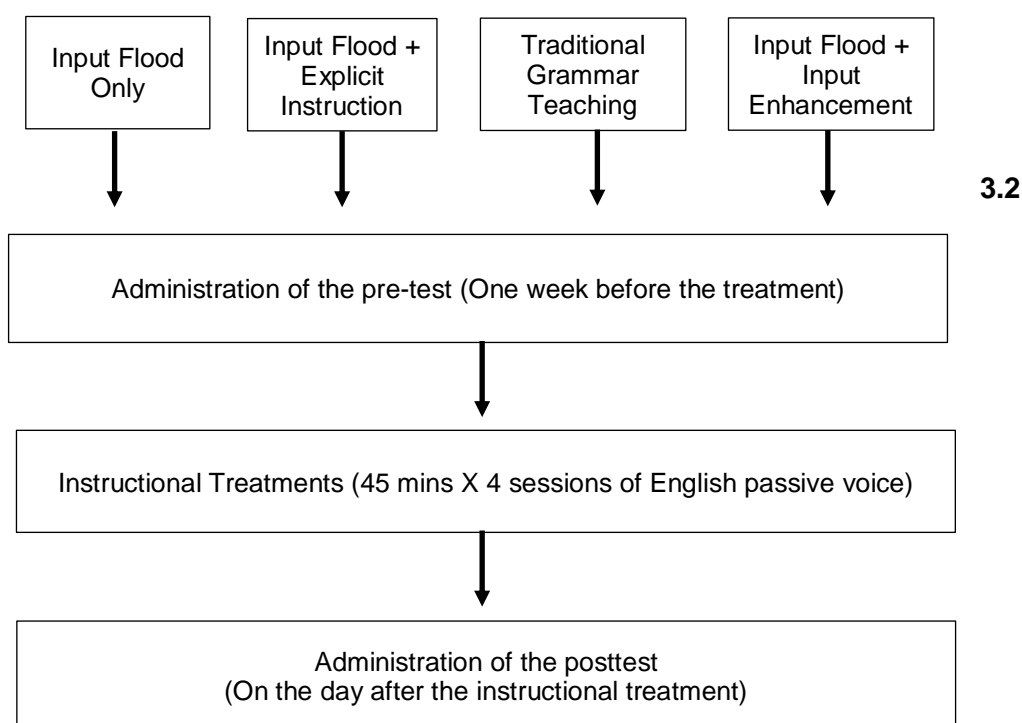 Input Flood
Only
Input Flood +
Explicit
Instruction
Traditional
Grammar
Teaching
Input Flood +
Input
Enhancement
3.2
Administration of the pre-test (One week before the treatment)
Instructional Treatments (45 mins X 4 sessions of English passive voice)
Administration of the posttest
(On the day after the instructional treatment)